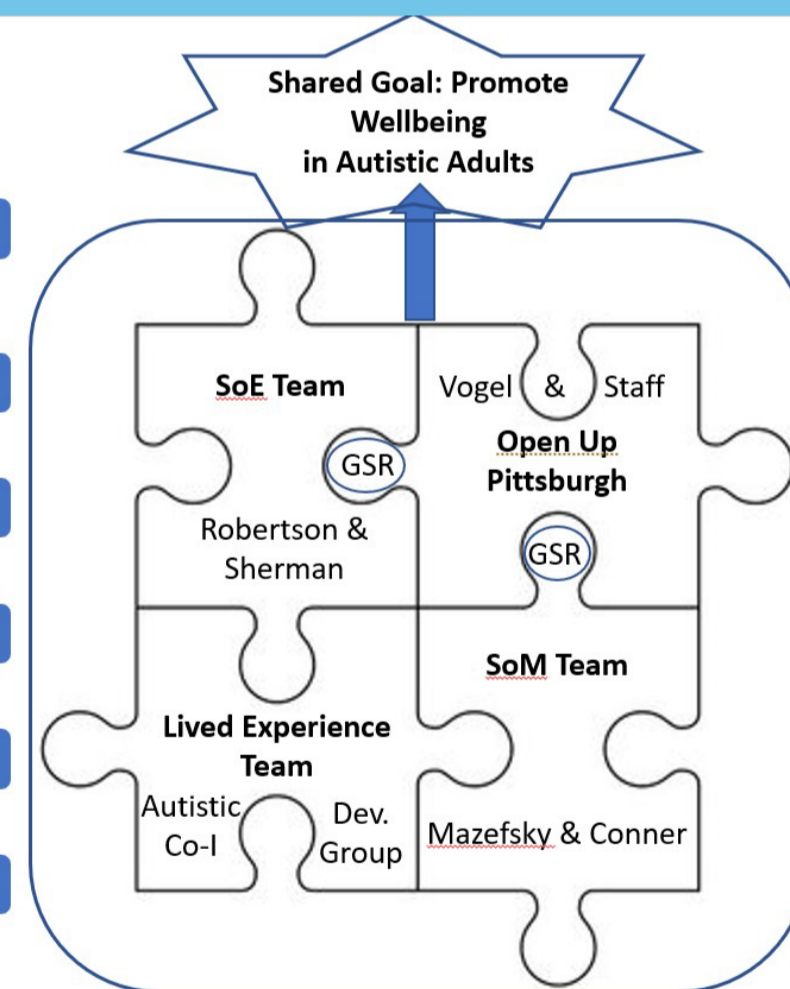 Shared Goal: Promote
Wellbeing
in Autistic Adults
SoE Team
GSR
Robertson &
Sherman
Vogel & Staff
Open Up
Pittsburgh
GSR
Lived Experience
Team
Autistic
Co-I
Dev.
Group
SoM Team
Mazefsky & Conner